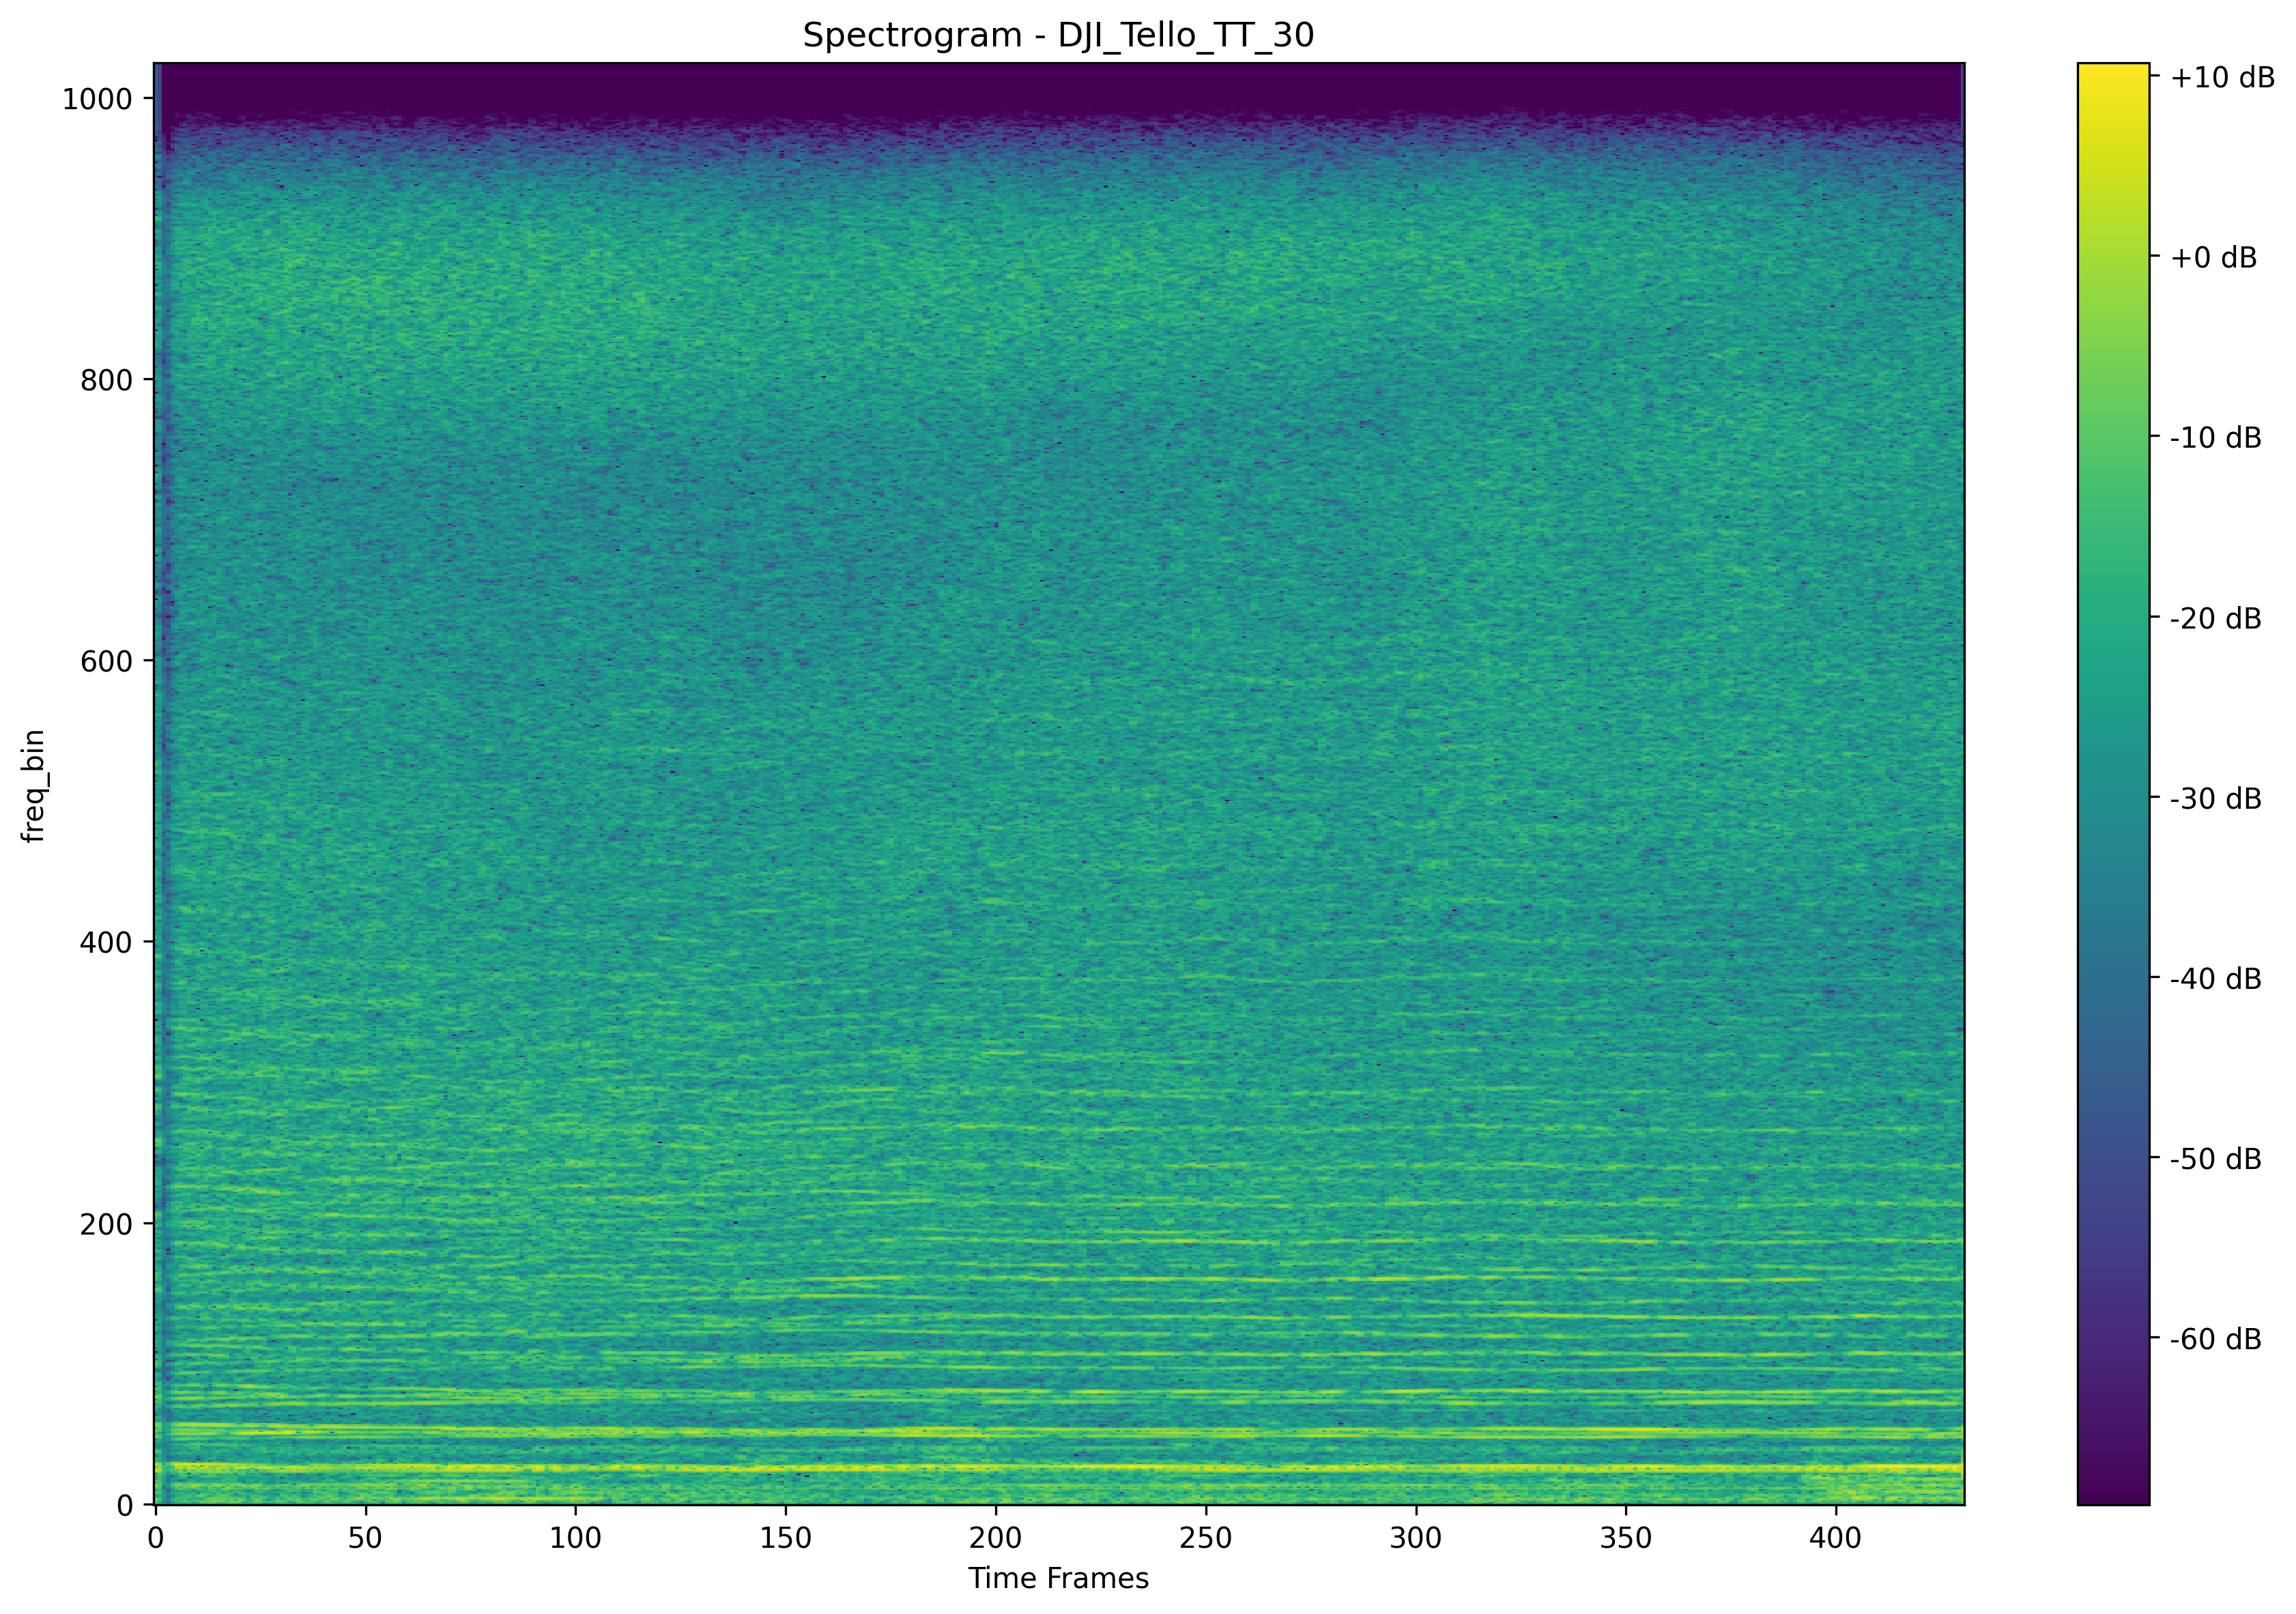 Spectrogram - DJI_Tello_TT_30
1000
800
600
400
200
0
freq_bin
0 50 100 150 200 250 300 350 400
Time Frames
+10 dB
+0 dB
-10 dB
-20 dB
-30 dB
-40 dB
-50 dB
-60 dB